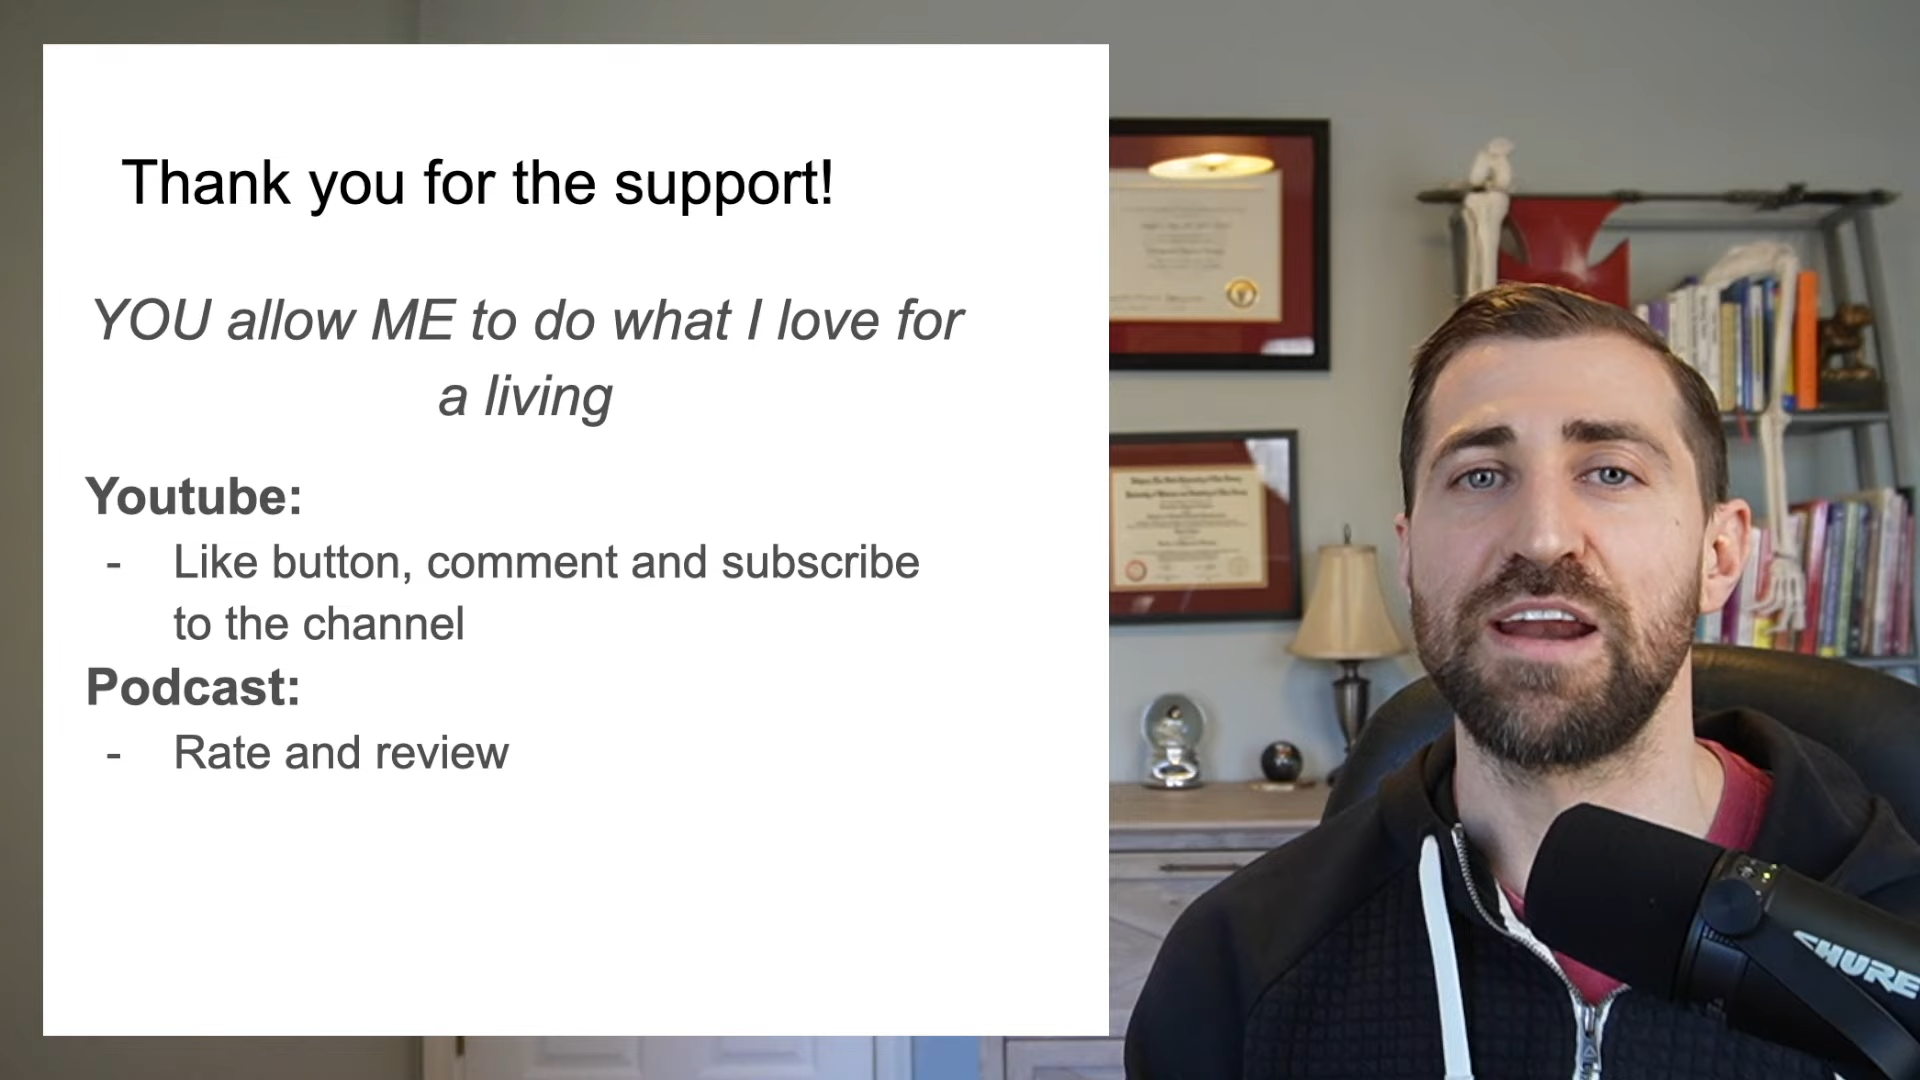 Thank you for the support!
YOU allow ME to do what I love for
a living
Youtube:
- Like button, comment and subscribe
to the channel
Podcast:
- Rate and review
SHURE